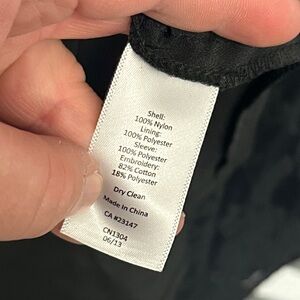 Shell:
100% Nylon
Lining:
100% Polyester
Sleeve:
100% Polyester
Embroidery:
82% Cotton
18% Polyester
Dry Clean
Made in China
CA #23147
CN1304
06/13